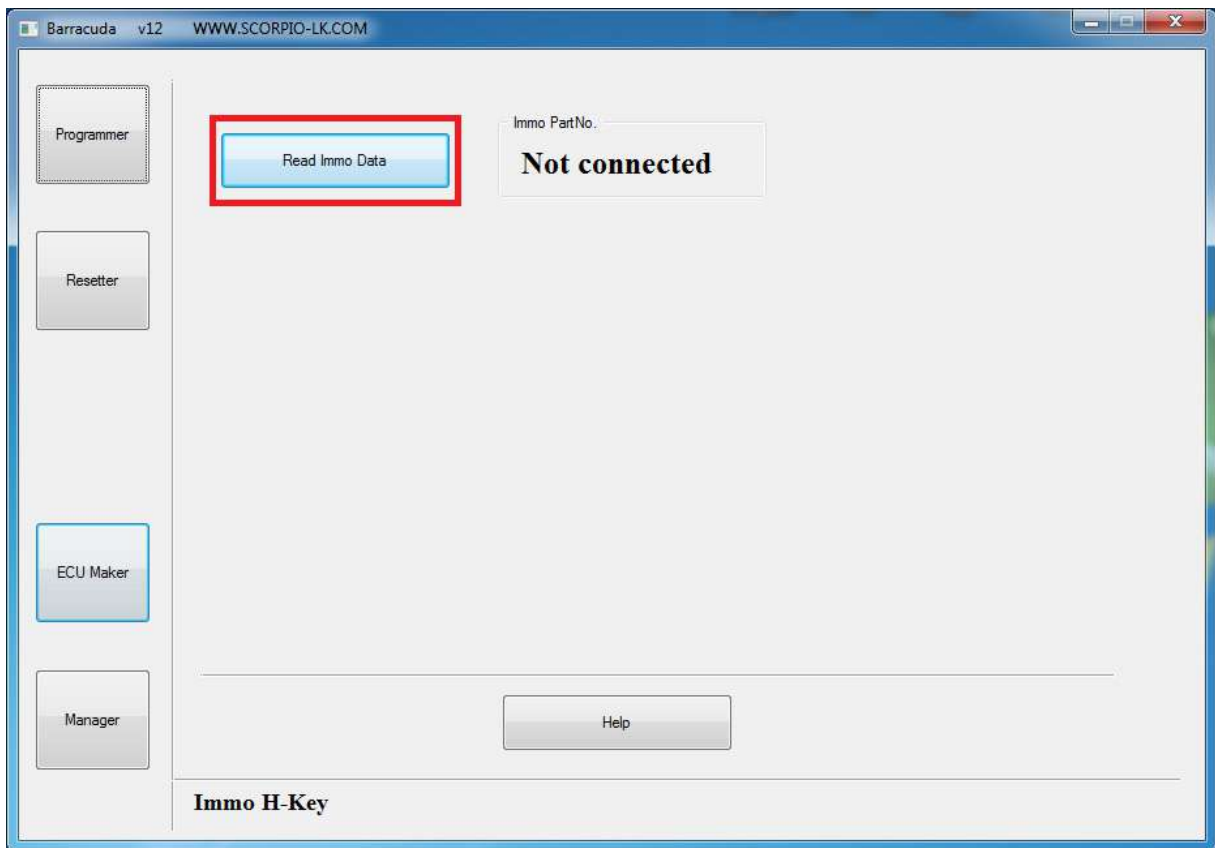 Barracuda v12 WWW.SCORPIO-LK.COM
Programmer
Read Immo Data
Immo PartNo.
Not connected
Resetter
ECU Maker
Manager
Help
Immo H-Key